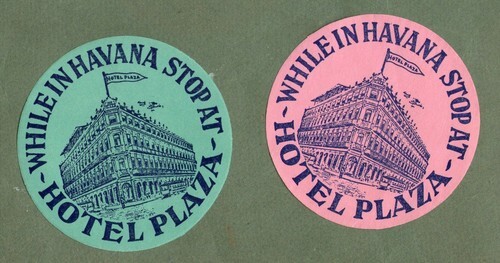 WHILE IN HAVANA STOP AT
HOTEL PLAZA
- HOTEL PLAZA -
WHILE IN HAVANA STOP AT
HOTEL PLAZA
- HOTEL PLAZA -